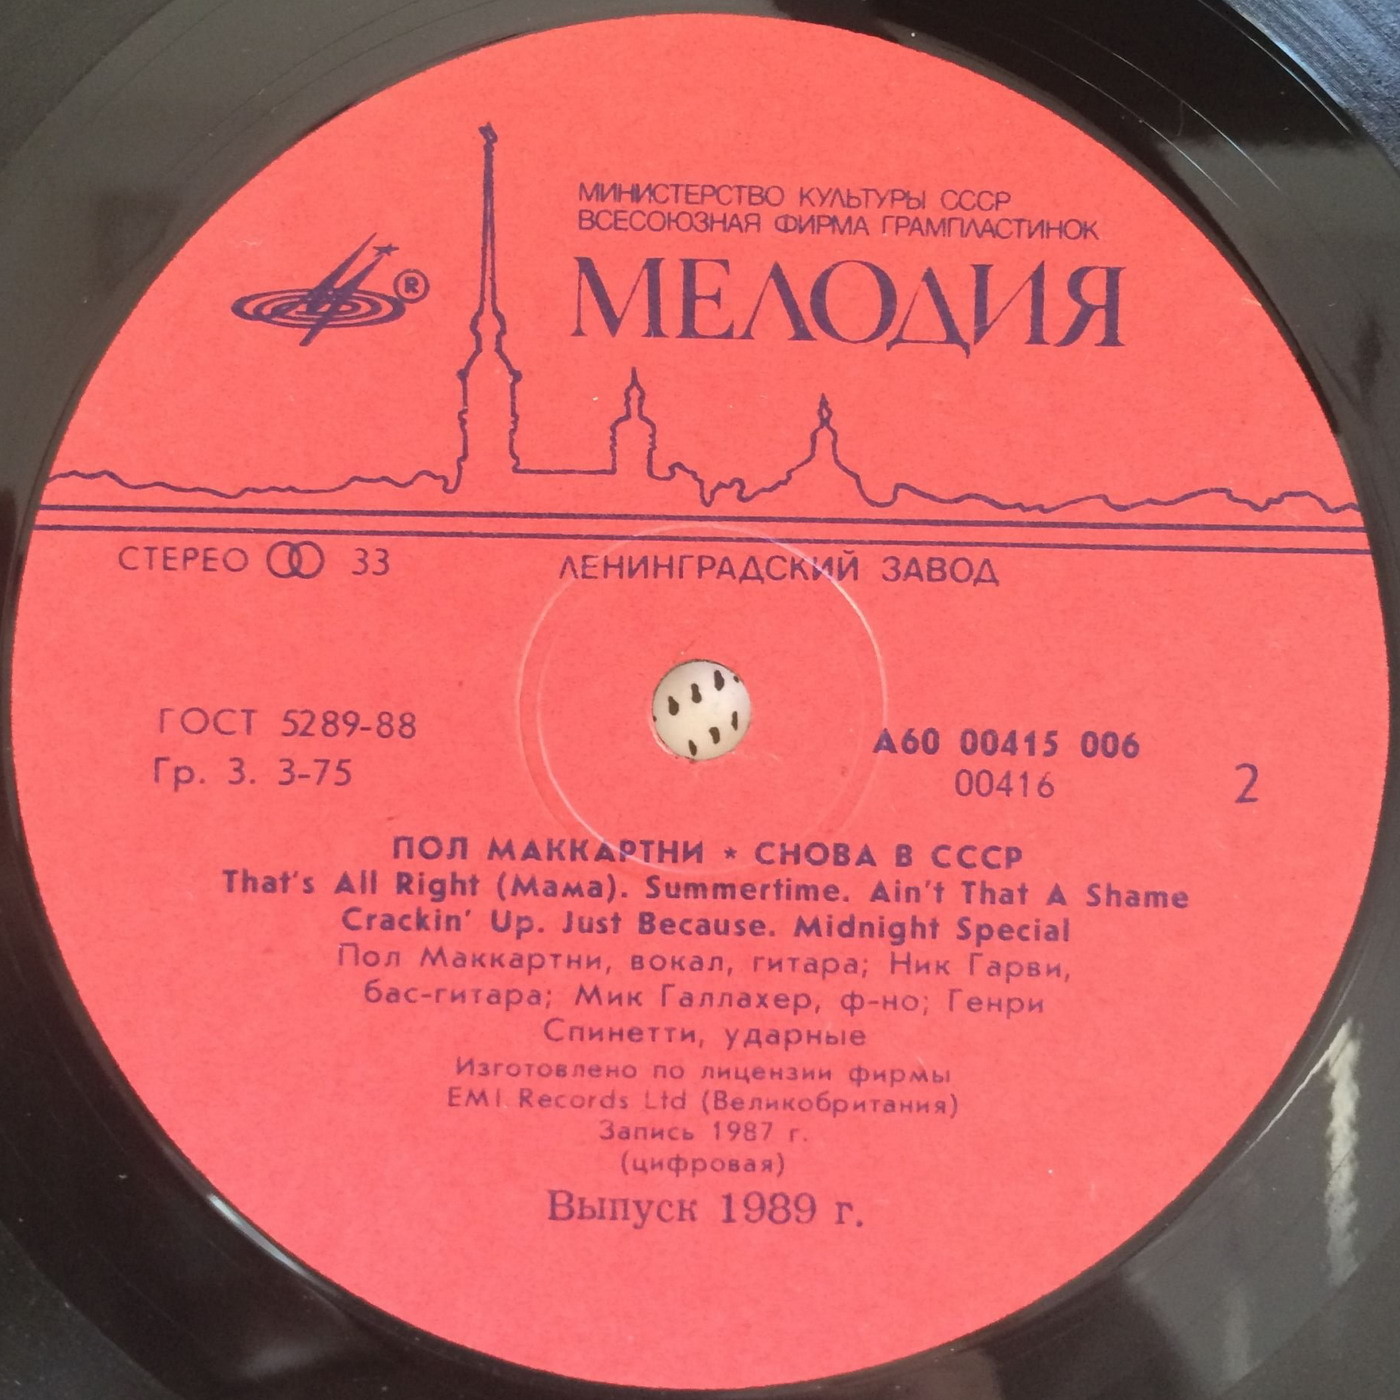 МИНИСТЕРСТВО КУЛЬТУРЫ СССР
ВСЕСОЮЗНАЯ ФИРМА ГРАМПЛАСТИНОК
МЕЛОДИЯ
®
СТЕРЕО 33
ЛЕНИНГРАДСКИЙ ЗАВОД
ГОСТ 5289-88
Гр. 3. 3-75
А60 00415 006
00416
2
ПОЛ МАККАРТНИ * СНОВА В СССР
That's All Right (Мама). Summertime. Ain't That A Shame
Crackin' Up. Just Because. Midnight Special
Пол Маккартни, вокал, гитара; Ник Гарви,
бас-гитара; Мик Галлахер, ф-но; Генри
Спинетти, ударные
Изготовлено по лицензии фирмы
EMI Records Ltd (Великобритания)
Запись 1987 г.
(цифровая)
Выпуск 1989 г.